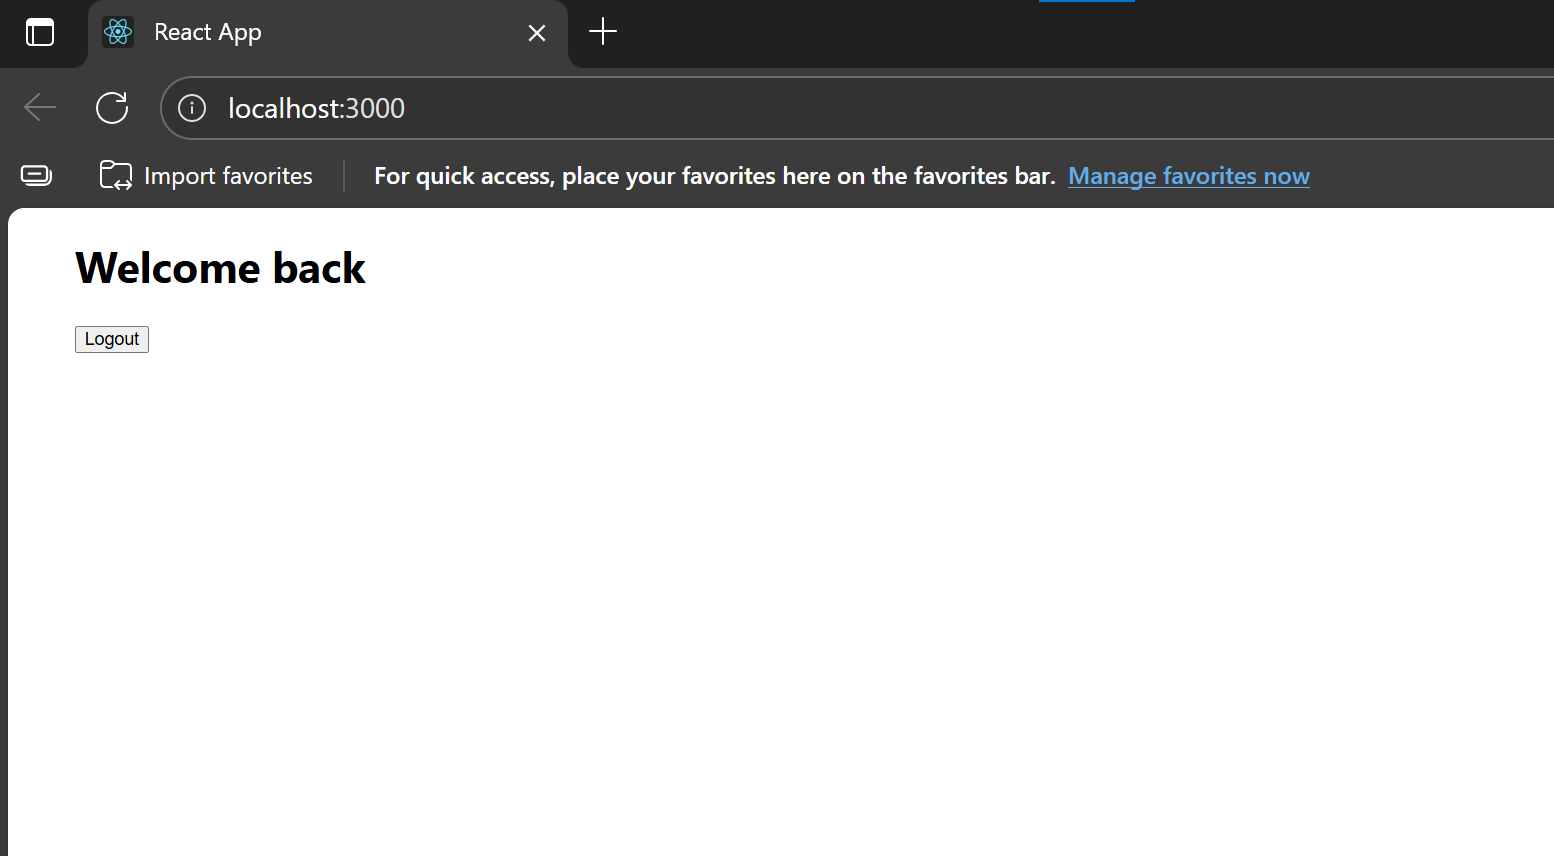 React App
localhost:3000
Import favorites For quick access, place your favorites here on the favorites bar. Manage favorites now
Welcome back
Logout